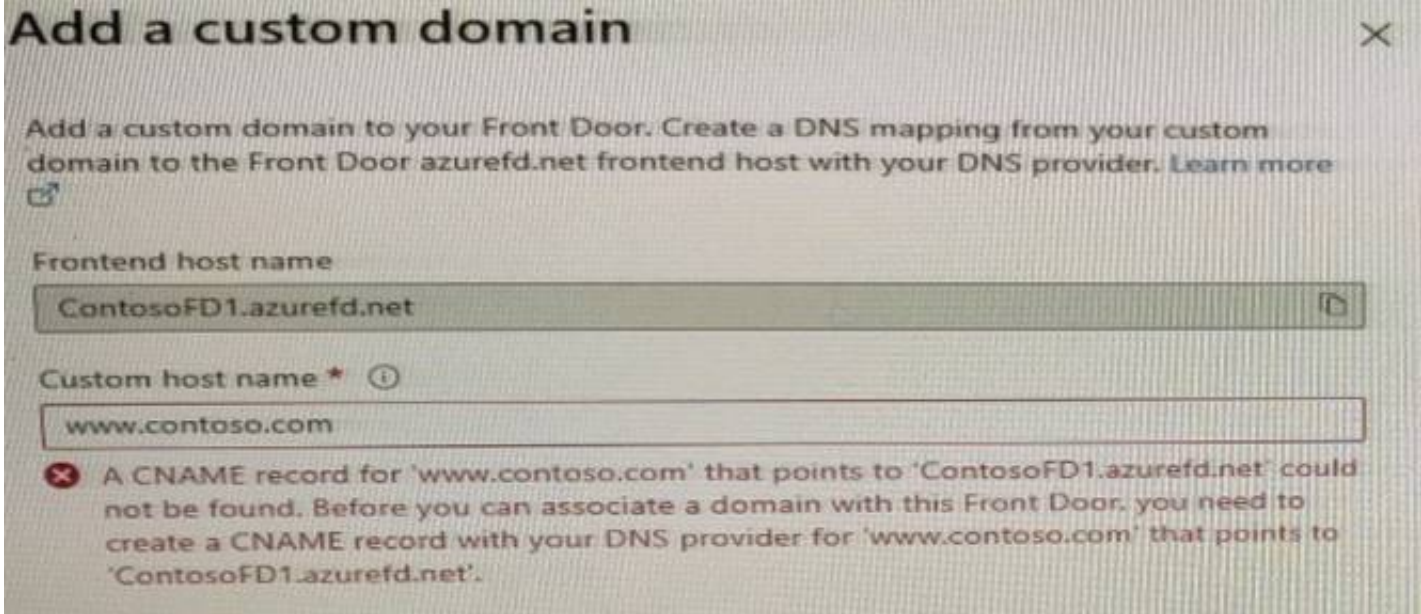 Add a custom domain
Add a custom domain to your Front Door. Create a DNS mapping from your custom
domain to the Front Door azurefd.net frontend host with your DNS provider. Learn more
Frontend host name
ContosoFD1.azurefd.net
Custom host name *
www.contoso.com
A CNAME record for 'www.contoso.com' that points to 'ContosoFD1.azurefd.net' could
not be found. Before you can associate a domain with this Front Door, you need to
create a CNAME record with your DNS provider for 'www.contoso.com' that points to
'ContosoFD1.azurefd.net'.